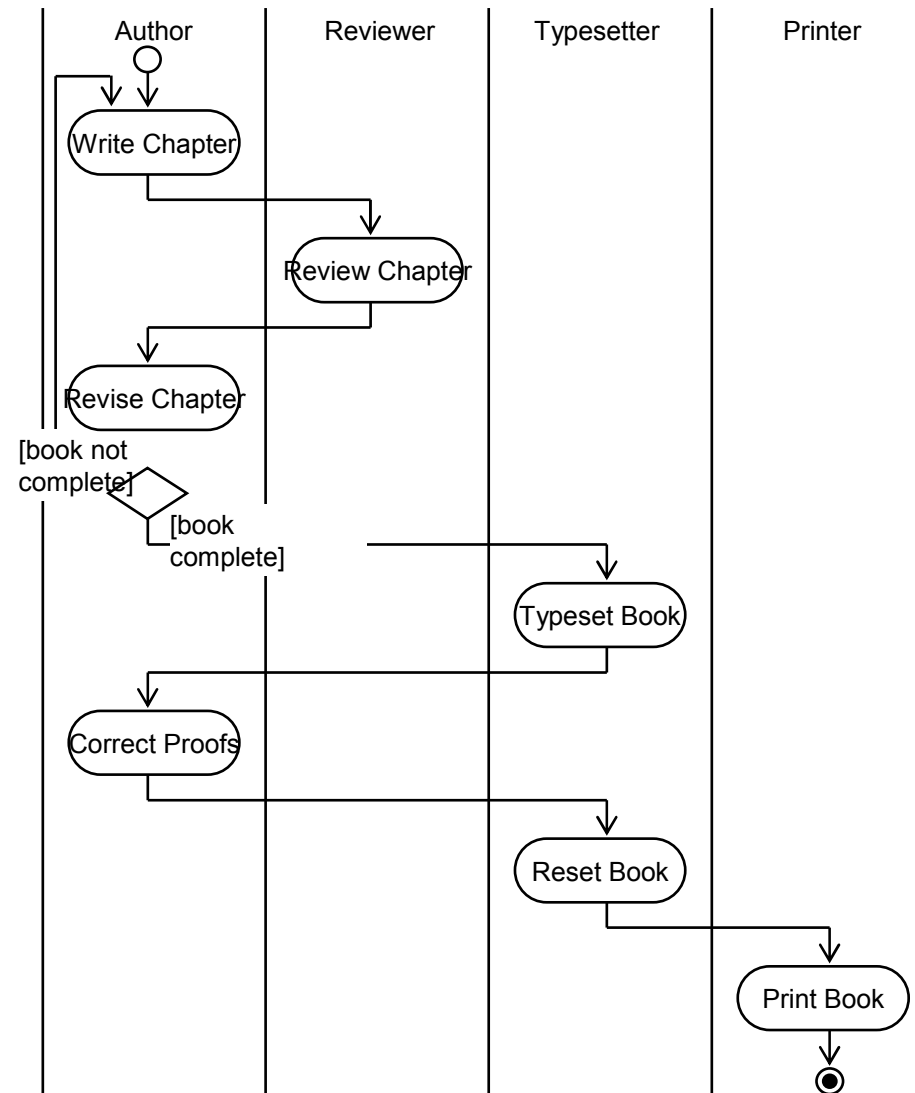 Author
Reviewer
Typesetter
Printer
Write Chapter
Review Chapter
Revise Chapter
[book not
complete]
[book
complete]
Typeset Book
Correct Proofs
Reset Book
Print Book